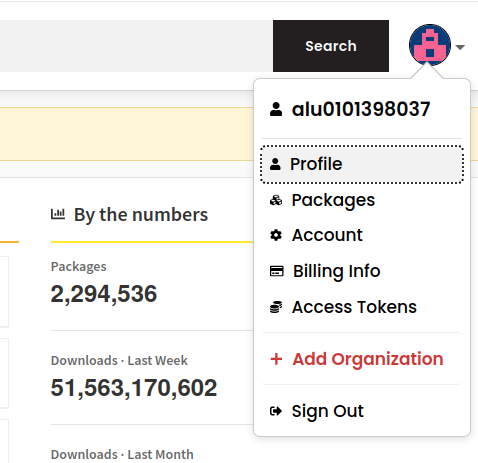 Search
alu0101398037
Profile
Packages
Account
Billing Info
Access Tokens
Add Organization
Sign Out
By the numbers
Packages
2,294,536
Downloads · Last Week
51,563,170,602
Downloads · Last Month